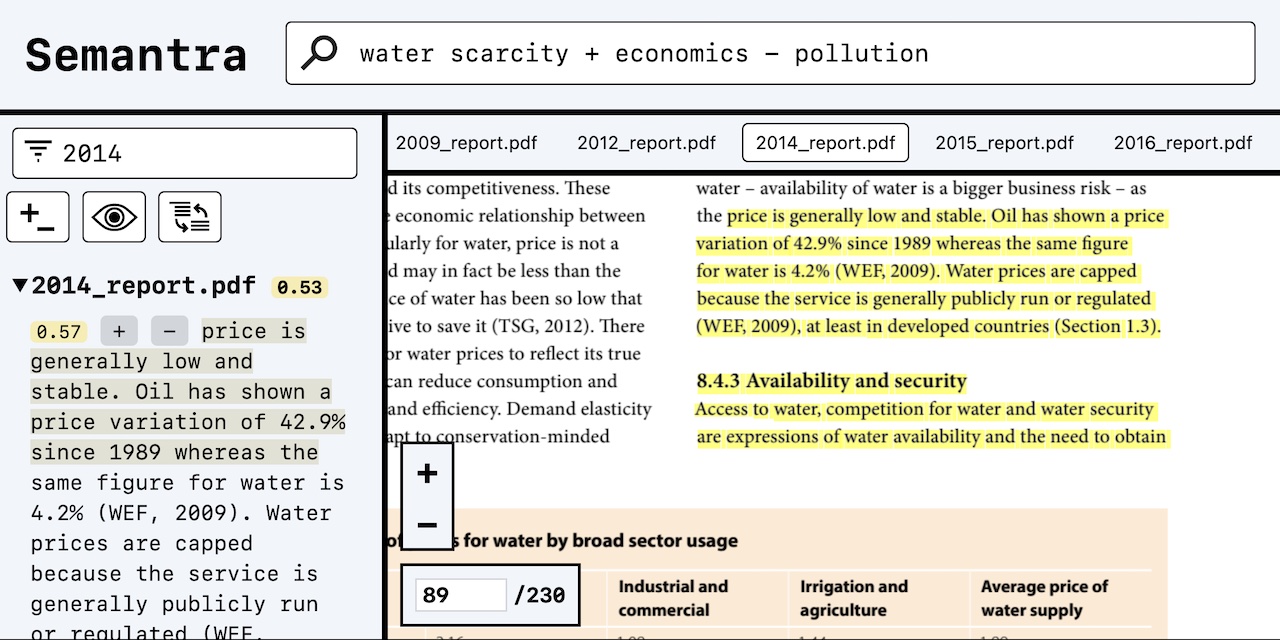 Semantra
water scarcity + economics − pollution
2014
+_
▼2014_report.pdf 0.53
0.57 + − price is
generally low and
stable. Oil has shown a
price variation of 42.9%
since 1989 whereas the
same figure for water is
4.2% (WEF, 2009). Water
prices are capped
because the service is
generally publicly run
or regulated (WEF,
2009_report.pdf
2012_report.pdf
2014_report.pdf
2015_report.pdf
2016_report.pdf
d its competitiveness. These
economic relationship between
ularly for water, price is not a
d may in fact be less than the
ce of water has been so low that
ive to save it (TSG, 2012). There
or water prices to reflect its true
can reduce consumption and
and efficiency. Demand elasticity
apt to conservation-minded
water – availability of water is a bigger business risk – as
the price is generally low and stable. Oil has shown a price
variation of 42.9% since 1989 whereas the same figure
for water is 4.2% (WEF, 2009). Water prices are capped
because the service is generally publicly run or regulated
(WEF, 2009), at least in developed countries (Section 1.3).
8.4.3 Availability and security
Access to water, competition for water and water security
are expressions of water availability and the need to obtain
+
−
for water by broad sector usage
89 /230
Industrial and
commercial
Irrigation and
agriculture
Average price of
water supply